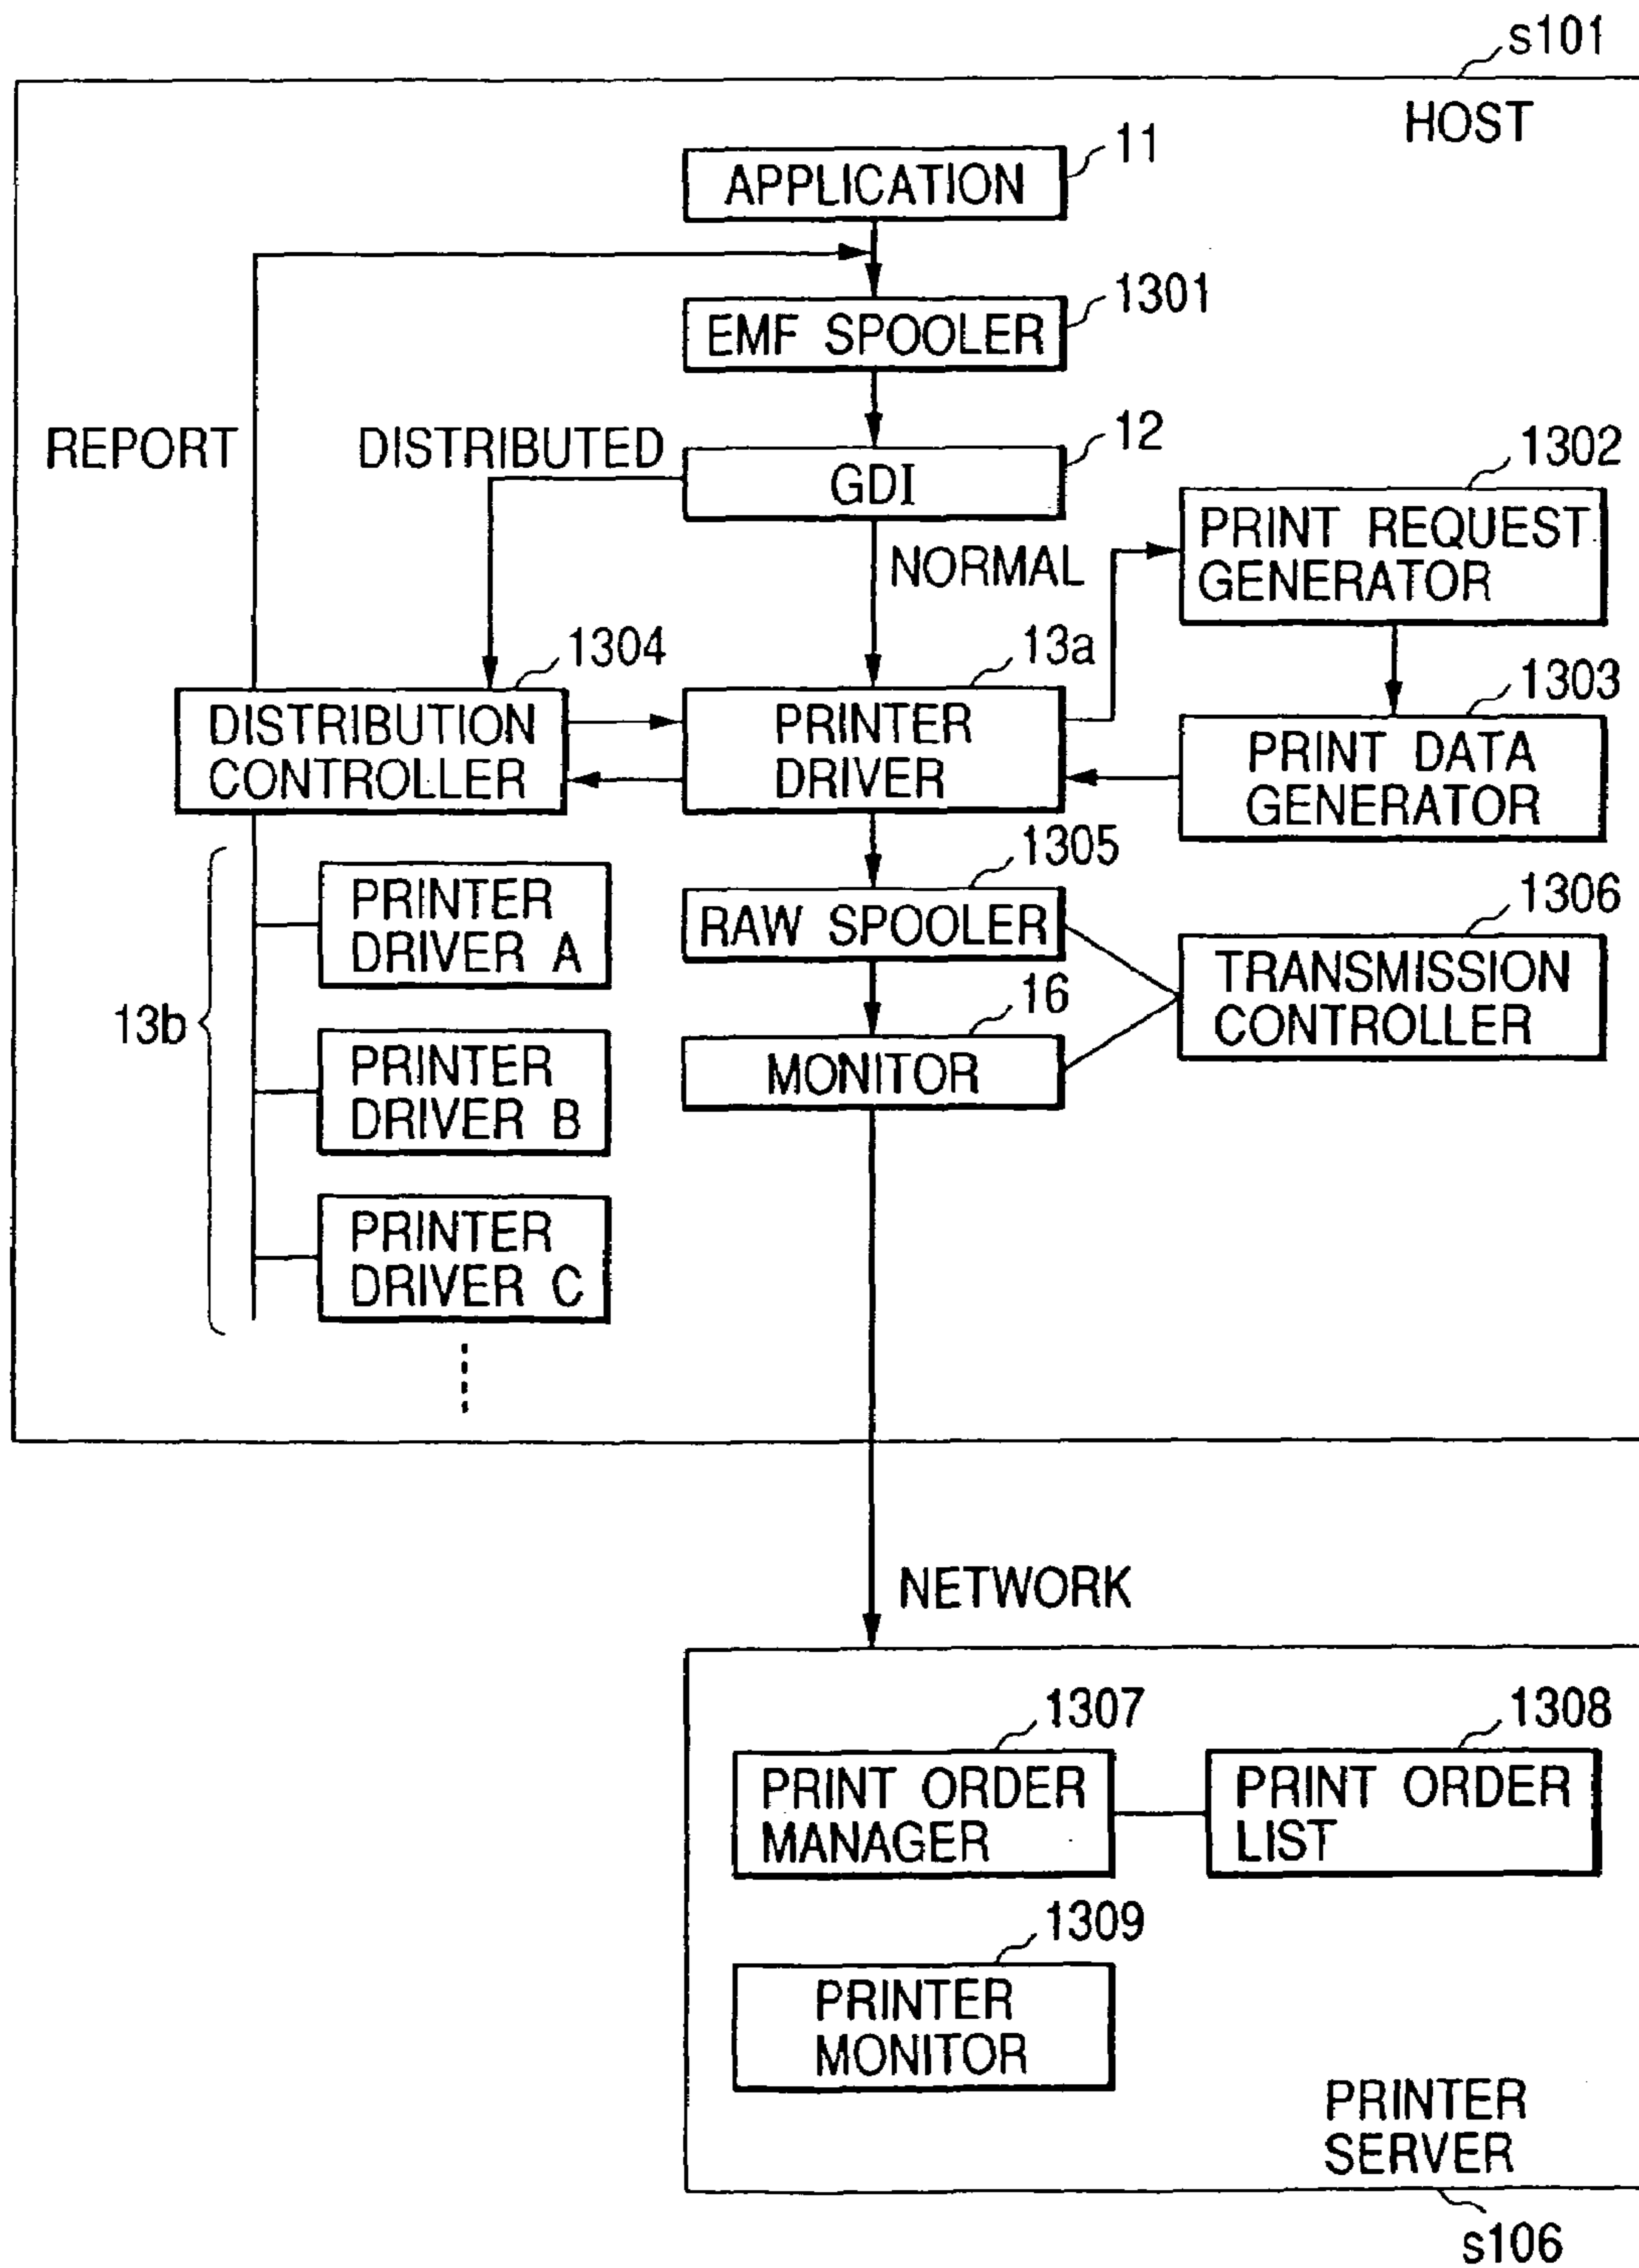 s101
HOST
11
APPLICATION
1301
EMF SPOOLER
REPORT
DISTRIBUTED
12
GDI
NORMAL
1302
PRINT REQUEST
GENERATOR
1304
DISTRIBUTION
CONTROLLER
13a
PRINTER
DRIVER
1303
PRINT DATA
GENERATOR
13b
PRINTER
DRIVER A
PRINTER
DRIVER B
PRINTER
DRIVER C
1305
RAW SPOOLER
16
MONITOR
1306
TRANSMISSION
CONTROLLER
NETWORK
1307
PRINT ORDER
MANAGER
1308
PRINT ORDER
LIST
1309
PRINTER
MONITOR
PRINTER
SERVER
s106